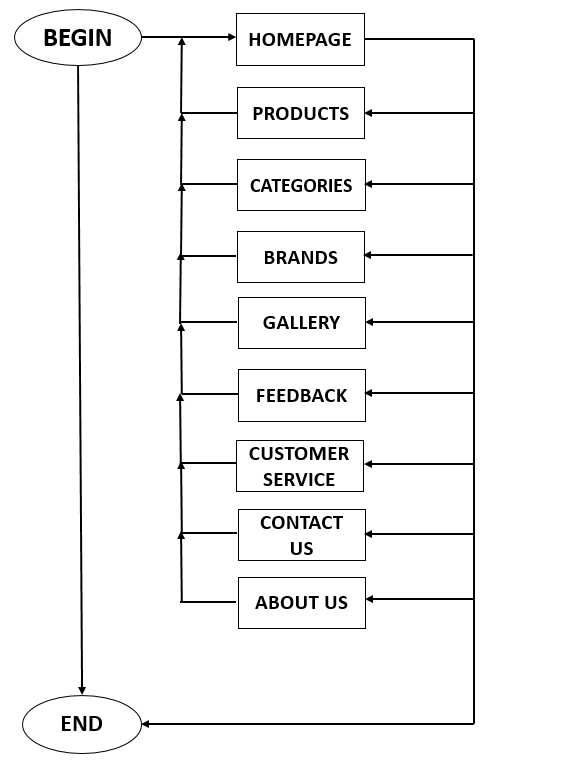 BEGIN
HOMEPAGE
PRODUCTS
CATEGORIES
BRANDS
GALLERY
FEEDBACK
CUSTOMER
SERVICE
CONTACT
US
ABOUT US
END